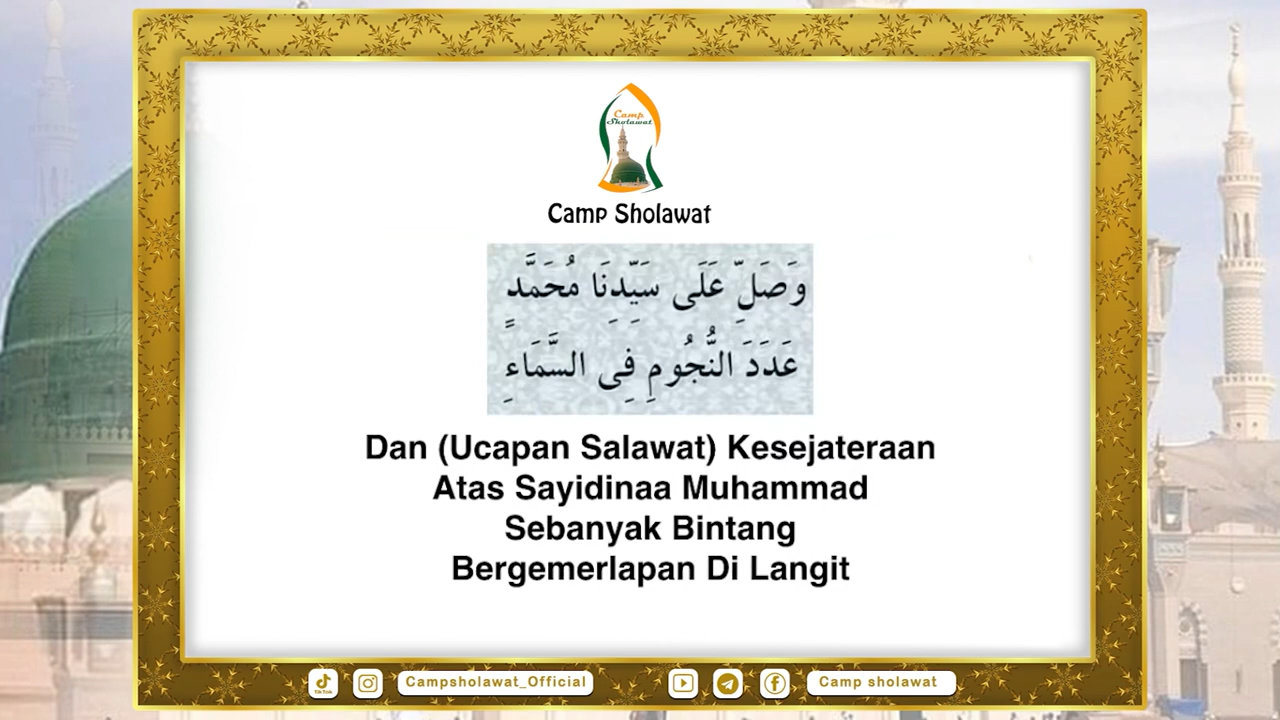 Camp
Sholawat
Camp Sholawat
وَصَلِّ عَلَى سَيِّدِنَا مُحَمَّدٍ
عَدَدَ النُّجُومِ فِى السَّمَاءِ
Dan (Ucapan Salawat) Kesejateraan
Atas Sayidinaa Muhammad
Sebanyak Bintang
Bergemerlapan Di Langit
TikTok
Campsholawat_Official
Camp sholawat